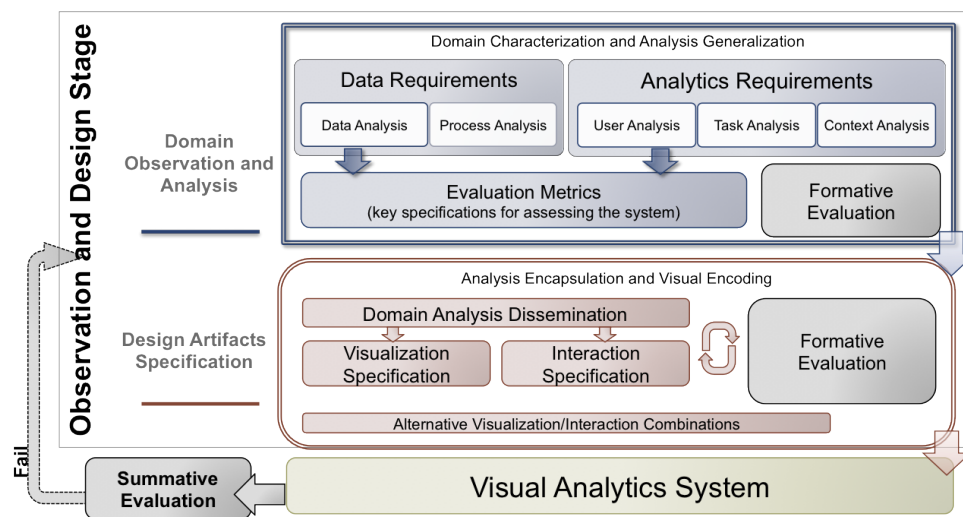 Observation and Design Stage
Domain Characterization and Analysis Generalization
Data Requirements
Analytics Requirements
Data Analysis
Process Analysis
User Analysis
Task Analysis
Context Analysis
Domain
Observation and
Analysis
Evaluation Metrics
(key specifications for assessing the system)
Formative
Evaluation
Analysis Encapsulation and Visual Encoding
Domain Analysis Dissemination
Design Artifacts
Specification
Visualization
Specification
Interaction
Specification
Formative
Evaluation
Alternative Visualization/Interaction Combinations
Fail
Summative
Evaluation
Visual Analytics System